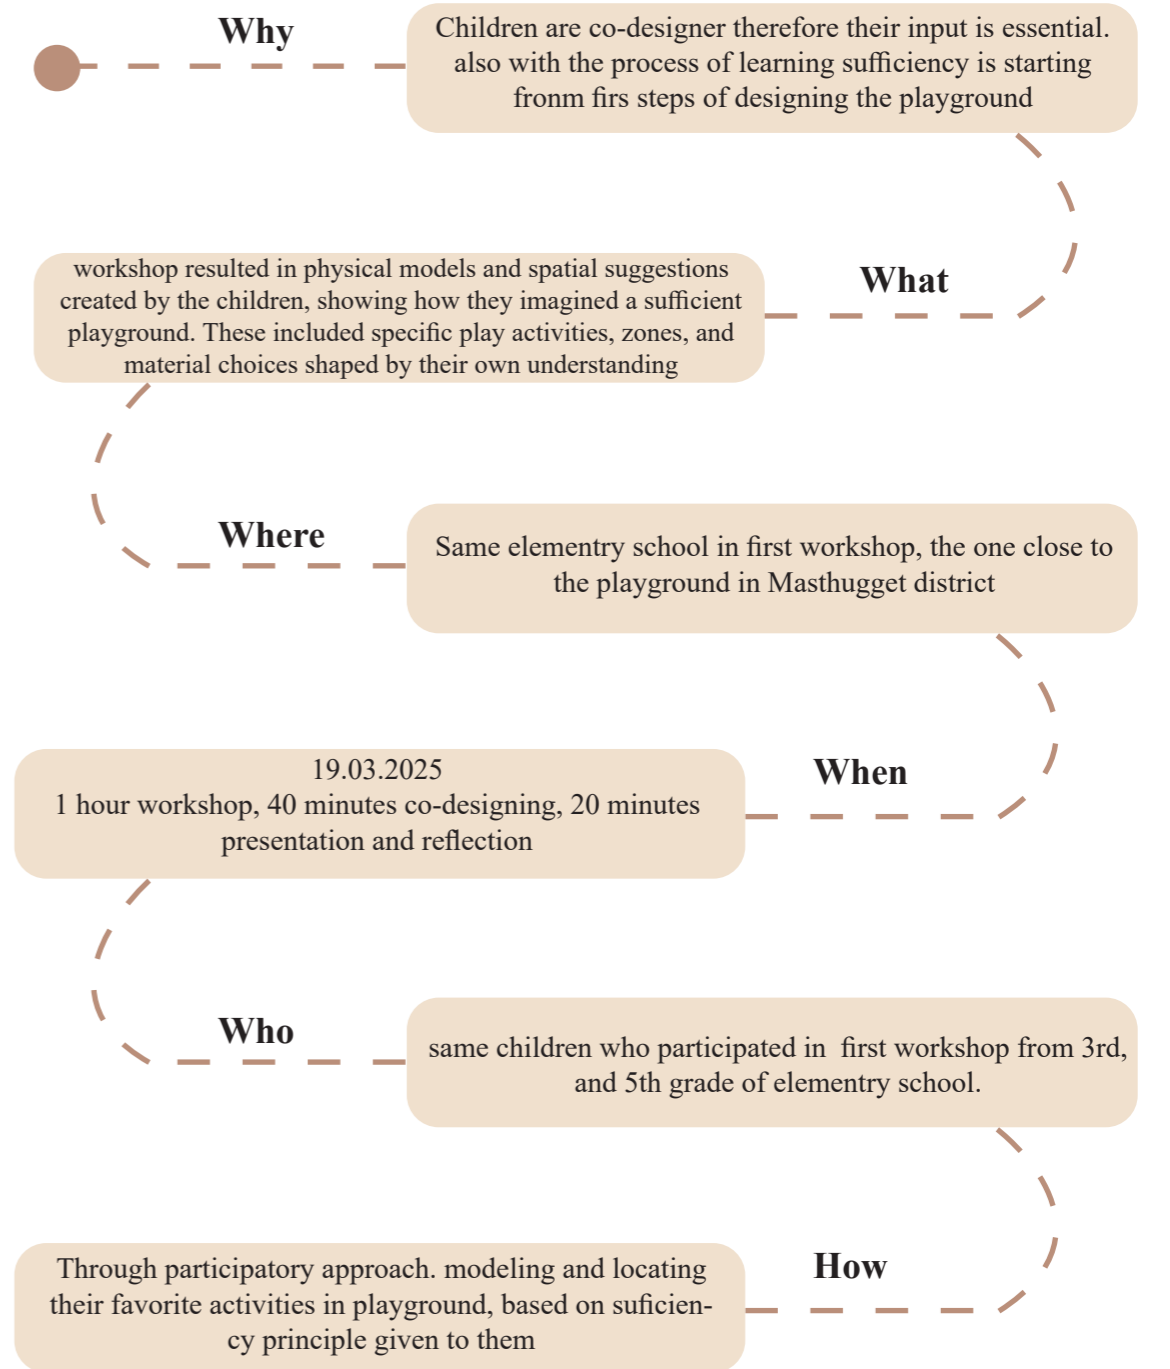 Why
Children are co-designer therefore their input is essential.
also with the process of learning sufficiency is starting
fronm firs steps of designing the playground
What
workshop resulted in physical models and spatial suggestions
created by the children, showing how they imagined a sufficient
playground. These included specific play activities, zones, and
material choices shaped by their own understanding
Where
Same elementry school in first workshop, the one close to
the playground in Masthugget district
When
19.03.2025
1 hour workshop, 40 minutes co-designing, 20 minutes
presentation and reflection
Who
same children who participated in first workshop from 3rd,
and 5th grade of elementry school.
How
Through participatory approach. modeling and locating
their favorite activities in playground, based on suficien-
cy principle given to them